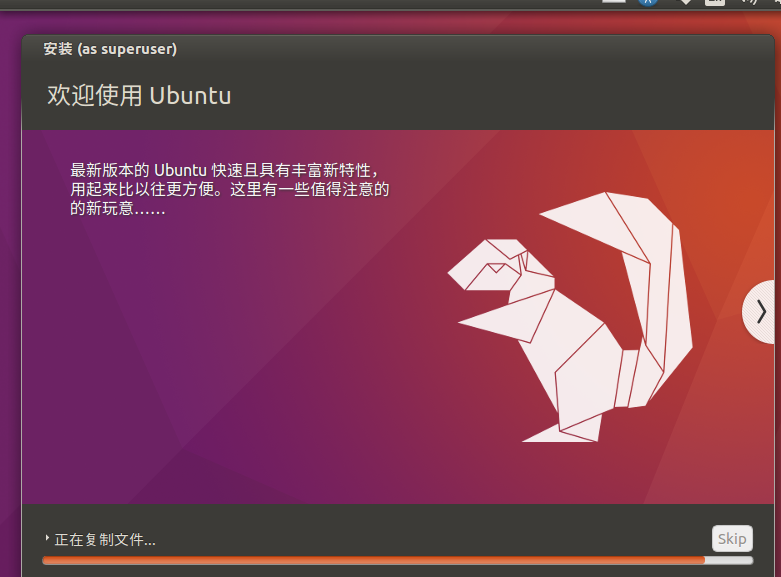 安装 (as superuser)
欢迎使用 Ubuntu
最新版本的 Ubuntu 快速且具有丰富新特性，
用起来比以往更方便。这里有一些值得注意的
的新玩意……
正在复制文件...
Skip